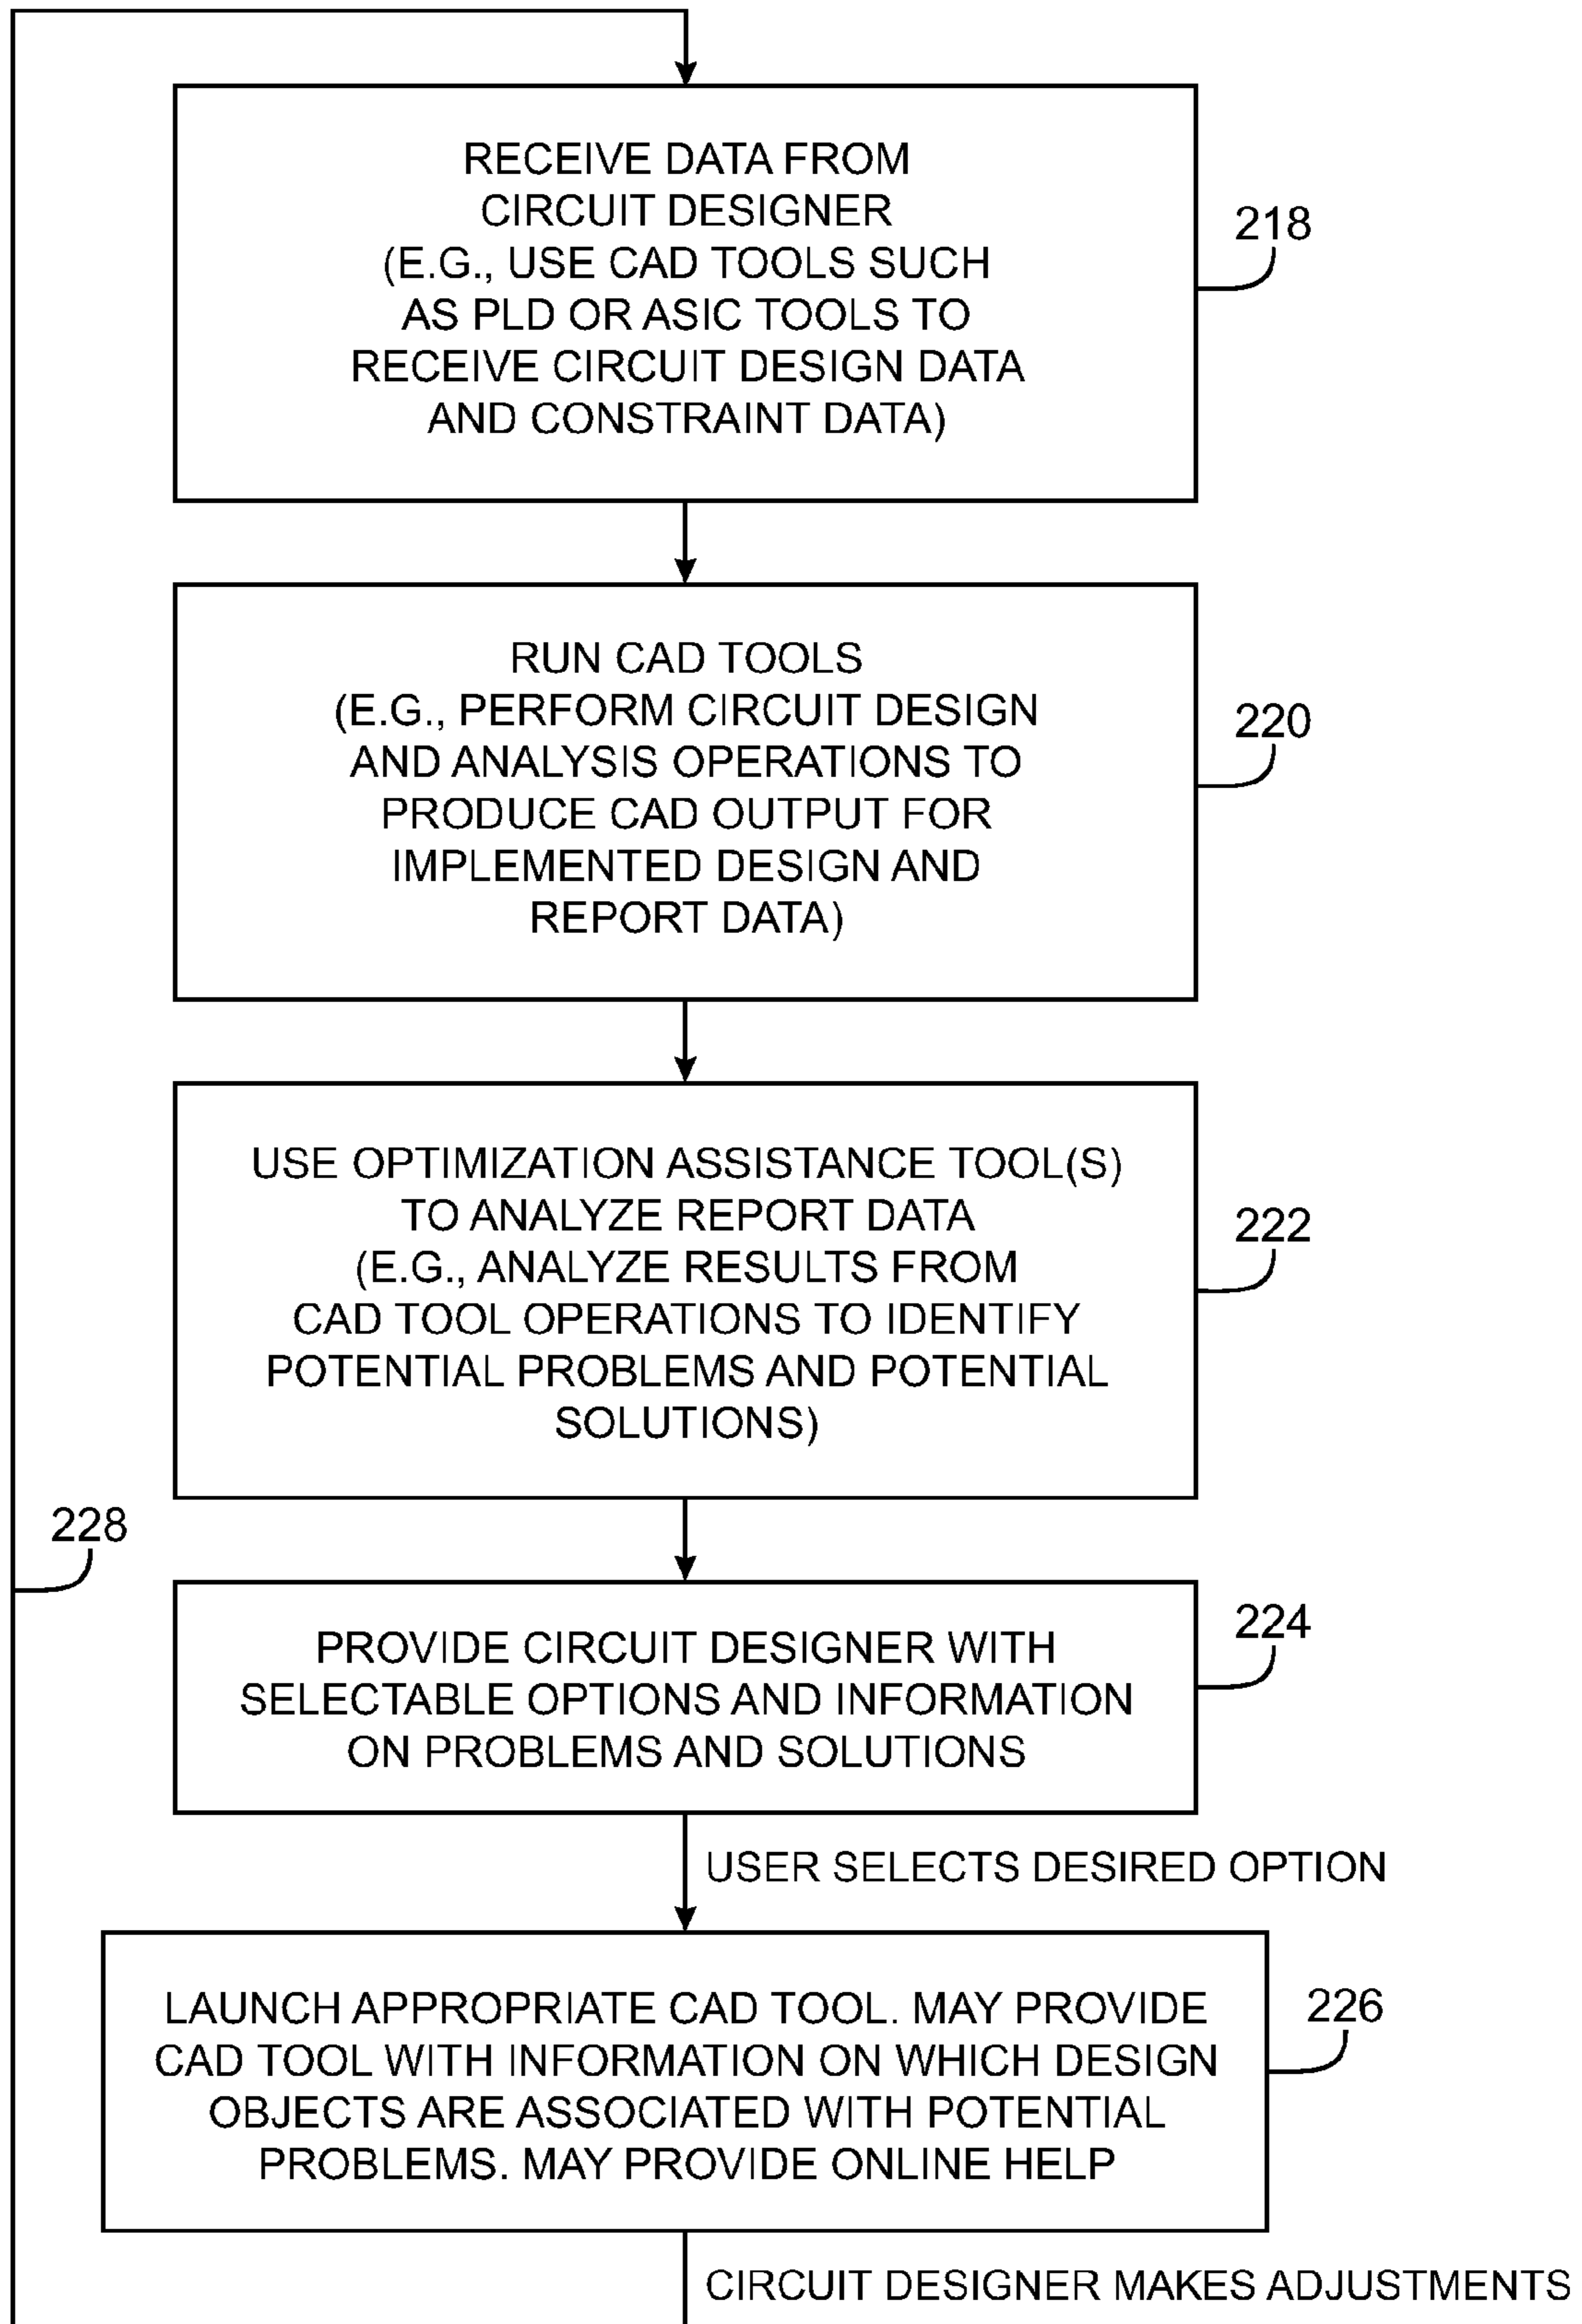 RECEIVE DATA FROM
CIRCUIT DESIGNER
(E.G., USE CAD TOOLS SUCH
AS PLD OR ASIC TOOLS TO
RECEIVE CIRCUIT DESIGN DATA
AND CONSTRAINT DATA)
218
RUN CAD TOOLS
(E.G., PERFORM CIRCUIT DESIGN
AND ANALYSIS OPERATIONS TO
PRODUCE CAD OUTPUT FOR
IMPLEMENTED DESIGN AND
REPORT DATA)
220
USE OPTIMIZATION ASSISTANCE TOOL(S)
TO ANALYZE REPORT DATA
(E.G., ANALYZE RESULTS FROM
CAD TOOL OPERATIONS TO IDENTIFY
POTENTIAL PROBLEMS AND POTENTIAL
SOLUTIONS)
222
228
PROVIDE CIRCUIT DESIGNER WITH
SELECTABLE OPTIONS AND INFORMATION
ON PROBLEMS AND SOLUTIONS
224
USER SELECTS DESIRED OPTION
LAUNCH APPROPRIATE CAD TOOL. MAY PROVIDE
CAD TOOL WITH INFORMATION ON WHICH DESIGN
OBJECTS ARE ASSOCIATED WITH POTENTIAL
PROBLEMS. MAY PROVIDE ONLINE HELP
226
CIRCUIT DESIGNER MAKES ADJUSTMENTS